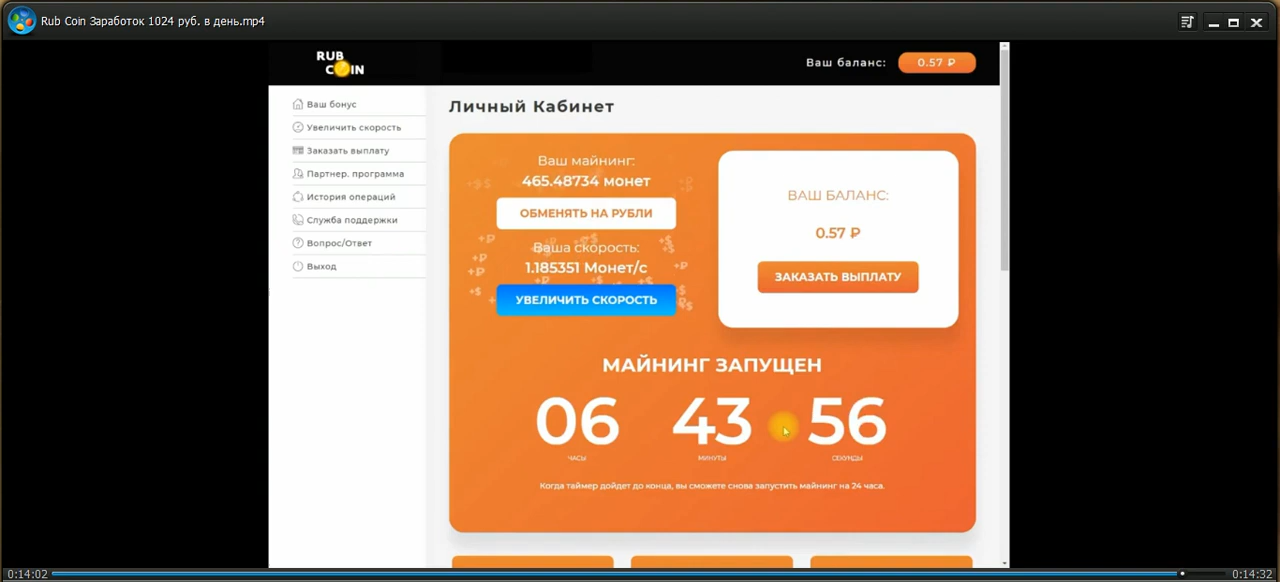 Rub Coin Заработок 1024 руб. в день.mp4
RUB
COIN
Ваш баланс:
0.57 ₽
Ваш бонус
Увеличить скорость
Заказать выплату
Партнер. программа
История операций
Служба поддержки
Вопрос/Ответ
Выход
Личный Кабинет
Ваш майнинг:
465.48734 монет
ОБМЕНЯТЬ НА РУБЛИ
Ваша скорость:
1.185351 Монет/с
УВЕЛИЧИТЬ СКОРОСТЬ
ВАШ БАЛАНС:
0.57 ₽
ЗАКАЗАТЬ ВЫПЛАТУ
МАЙНИНГ ЗАПУЩЕН
06 43 56
ЧАСЫ МИНУТЫ СЕКУНДЫ
Когда таймер дойдет до конца, вы сможете снова запустить майнинг на 24 часа.
0:14:02
0:14:32